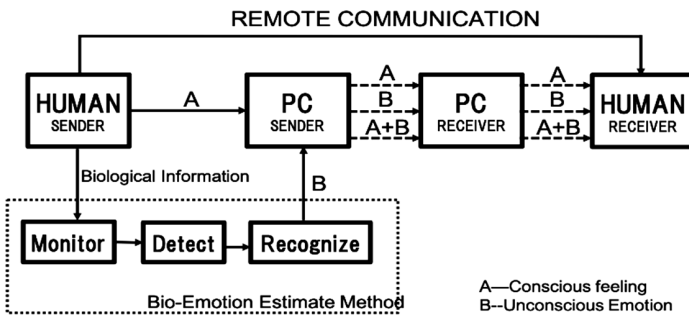 REMOTE COMMUNICATION
HUMAN
SENDER
A
PC
SENDER
A
B
A+B
PC
RECEIVER
A
B
A+B
HUMAN
RECEIVER
Biological Information
B
Monitor
Detect
Recognize
Bio-Emotion Estimate Method
A—Conscious feeling
B--Unconscious Emotion